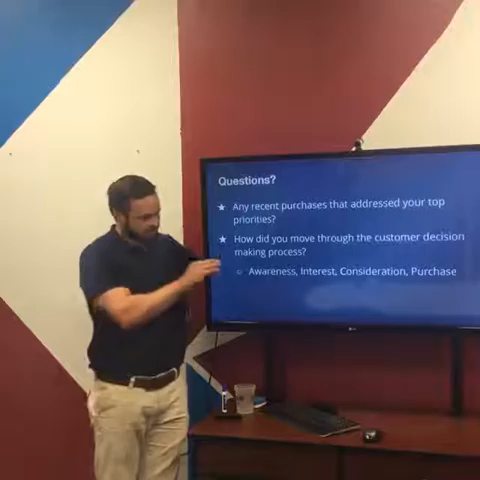 Questions?
★ Any recent purchases that addressed your top
priorities?
★ How did you move through the customer decision
making process?
○ Awareness, Interest, Consideration, Purchase
LG